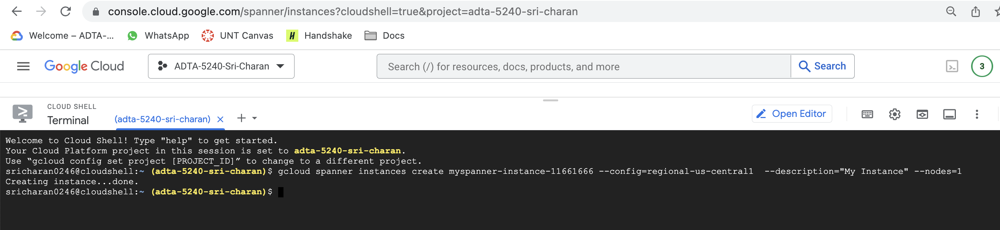 console.cloud.google.com/spanner/instances?cloudshell=true&project=adta-5240-sri-charan
Welcome – ADTA-... WhatsApp UNT Canvas H Handshake Docs
Google Cloud ADTA-5240-Sri-Charan Search (/) for resources, docs, products, and more Search 3
CLOUD SHELL
Terminal (adta-5240-sri-charan) Open Editor
Welcome to Cloud Shell! Type "help" to get started.
Your Cloud Platform project in this session is set to adta-5240-sri-charan.
Use “gcloud config set project [PROJECT_ID]” to change to a different project.
sricharan0246@cloudshell:~ (adta-5240-sri-charan)$ gcloud spanner instances create myspanner-instance-11661666 --config=regional-us-central1  --description="My Instance" --nodes=1
Creating instance...done.
sricharan0246@cloudshell:~ (adta-5240-sri-charan)$